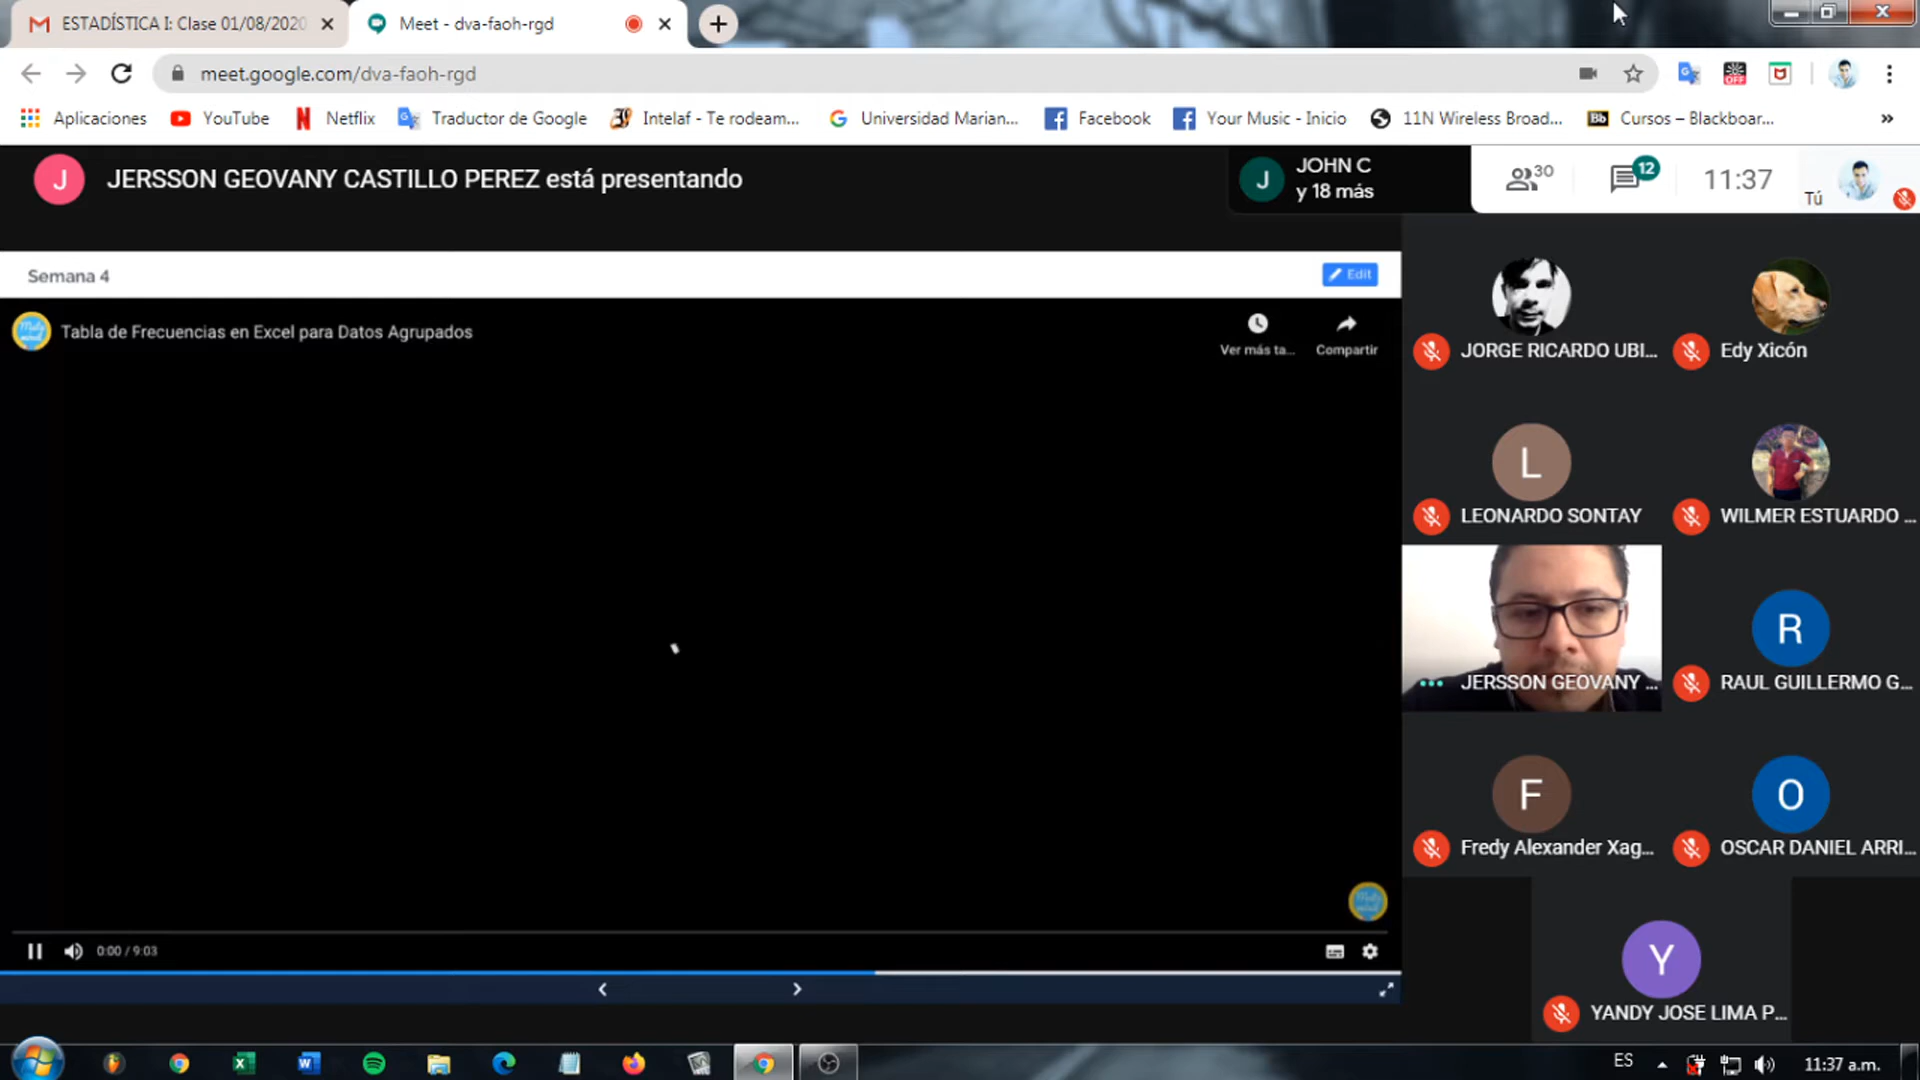 ESTADÍSTICA I: Clase 01/08/2020
Meet - dva-faoh-rgd
meet.google.com/dva-faoh-rgd
OFF
Aplicaciones
YouTube
Netflix
Traductor de Google
Intelaf - Te rodeam...
Universidad Marian...
Facebook
Your Music - Inicio
11N Wireless Broad...
Bb
Cursos – Blackboar...
»
J
JERSSON GEOVANY CASTILLO PEREZ está presentando
J
JOHN C
y 18 más
30
12
11:37
Tú
Semana 4
Edit
Tabla de Frecuencias en Excel para Datos Agrupados
Ver más ta...
Compartir
0:00 / 9:03
JORGE RICARDO UBI...
Edy Xicón
L
LEONARDO SONTAY
WILMER ESTUARDO ...
JERSSON GEOVANY ...
R
RAUL GUILLERMO G...
F
Fredy Alexander Xag...
O
OSCAR DANIEL ARRI...
Y
YANDY JOSE LIMA P...
ES
11:37 a.m.